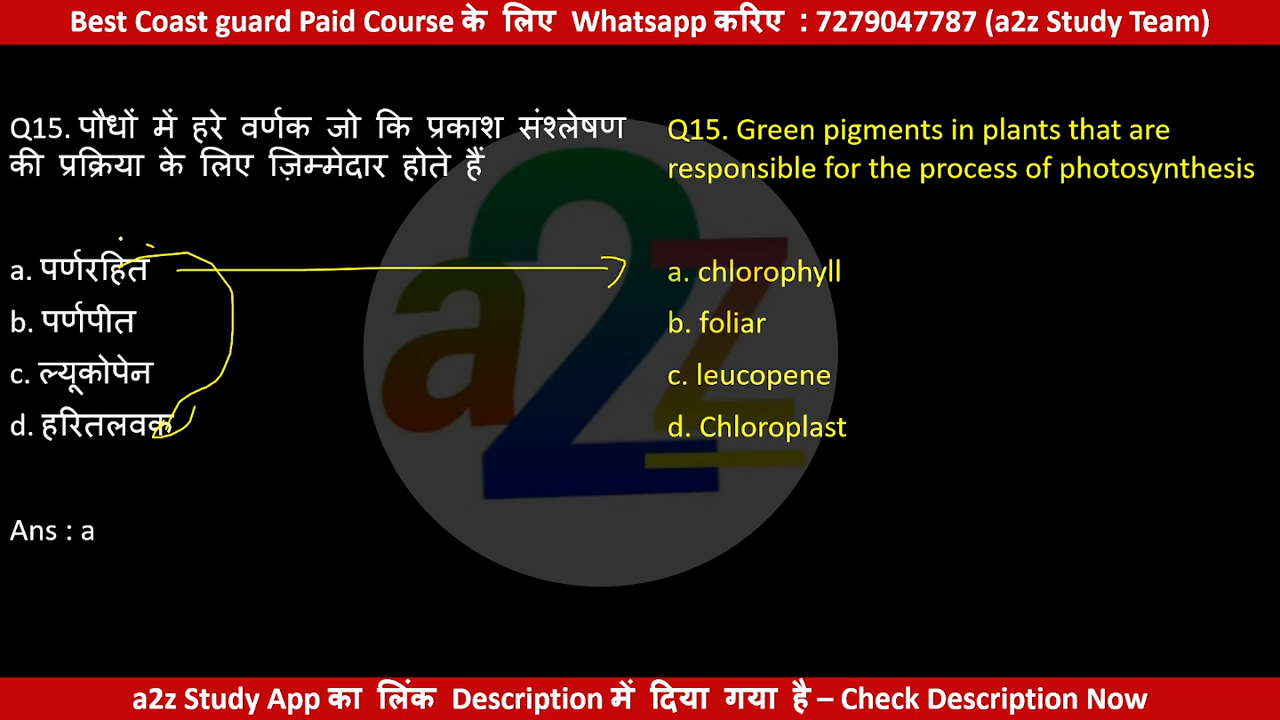 Best Coast guard Paid Course के लिए Whatsapp करिए : 7279047787 (a2z Study Team)
Q15. पौधों में हरे वर्णक जो कि प्रकाश संश्लेषण
की प्रक्रिया के लिए ज़िम्मेदार होते हैं
a. पर्णरहित
b. पर्णपीत
c. ल्यूकोपेन
d. हरितलवक
Ans : a
Q15. Green pigments in plants that are
responsible for the process of photosynthesis
a. chlorophyll
b. foliar
c. leucopene
d. Chloroplast
a2z
a2z Study App का लिंक Description में दिया गया है – Check Description Now